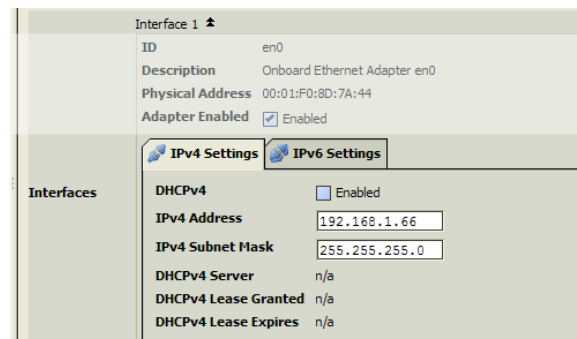 Interface 1
ID en0
Description Onboard Ethernet Adapter en0
Physical Address 00:01:F0:8D:7A:44
Adapter Enabled Enabled
IPv4 Settings IPv6 Settings
Interfaces
DHCPv4 Enabled
IPv4 Address 192.168.1.66
IPv4 Subnet Mask 255.255.255.0
DHCPv4 Server n/a
DHCPv4 Lease Granted n/a
DHCPv4 Lease Expires n/a